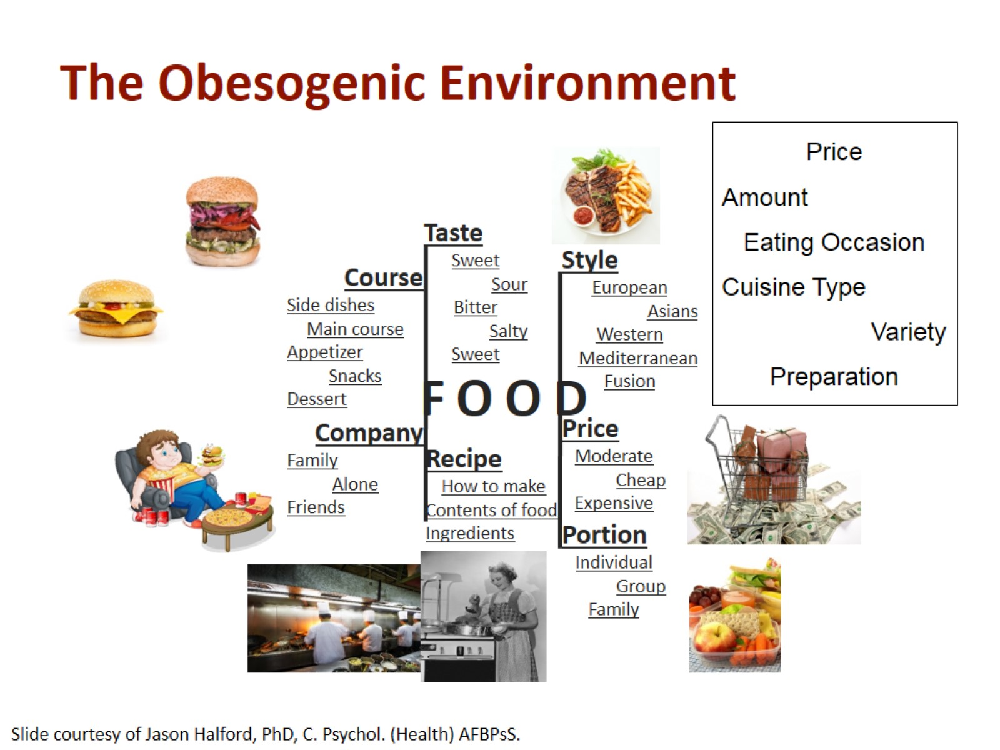 The Obesogenic Environment
Taste
Sweet
Sour
Bitter
Salty
Sweet
Course
Side dishes
Main course
Appetizer
Snacks
Dessert
Style
European
Asians
Western
Mediterranean
Fusion
FOOD
Company
Family
Alone
Friends
Recipe
How to make
Contents of food
Ingredients
Price
Moderate
Cheap
Expensive
Portion
Individual
Group
Family
Price
Amount
Eating Occasion
Cuisine Type
Variety
Preparation
Slide courtesy of Jason Halford, PhD, C. Psychol. (Health) AFBPsS.